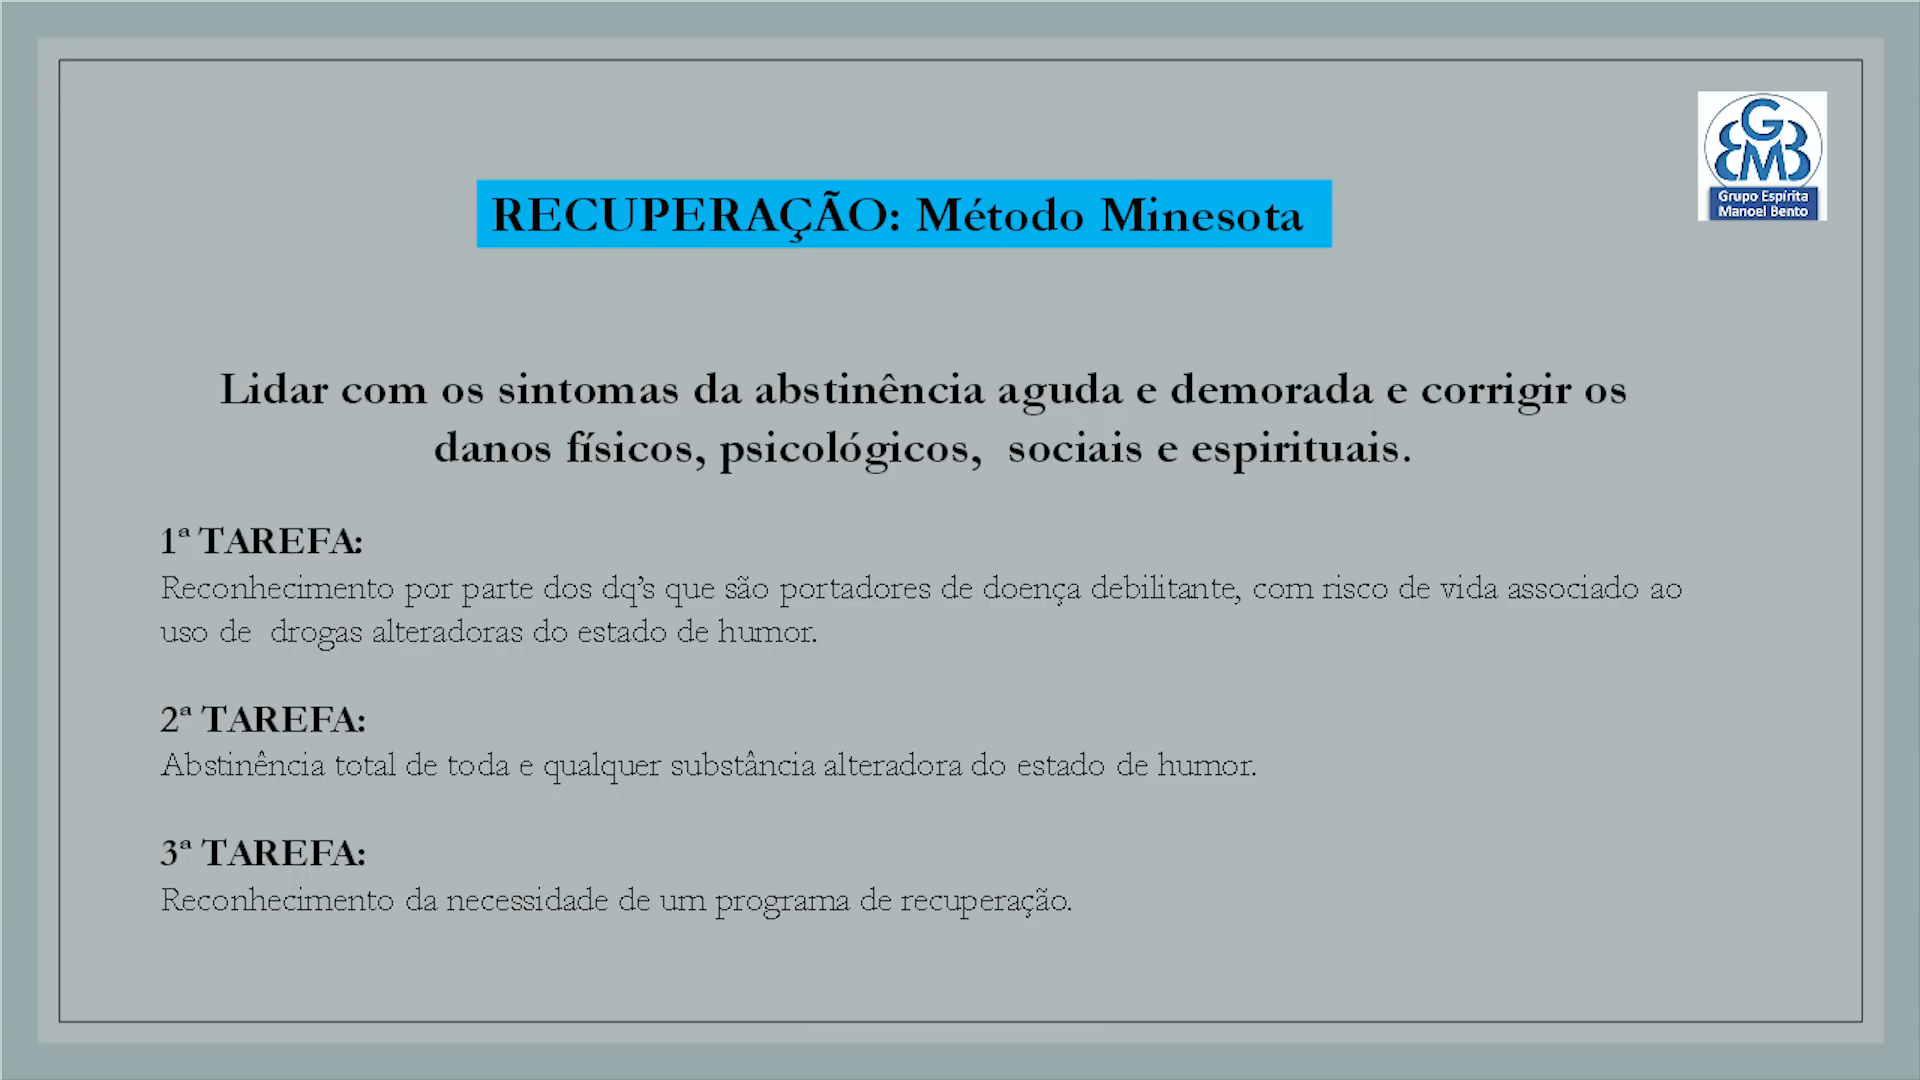 GEMB
Grupo Espírita
Manoel Bento
RECUPERAÇÃO: Método Minesota
Lidar com os sintomas da abstinência aguda e demorada e corrigir os
danos físicos, psicológicos, sociais e espirituais.
1ª TAREFA:
Reconhecimento por parte dos dq’s que são portadores de doença debilitante, com risco de vida associado ao
uso de drogas alteradoras do estado de humor.
2ª TAREFA:
Abstinência total de toda e qualquer substância alteradora do estado de humor.
3ª TAREFA:
Reconhecimento da necessidade de um programa de recuperação.